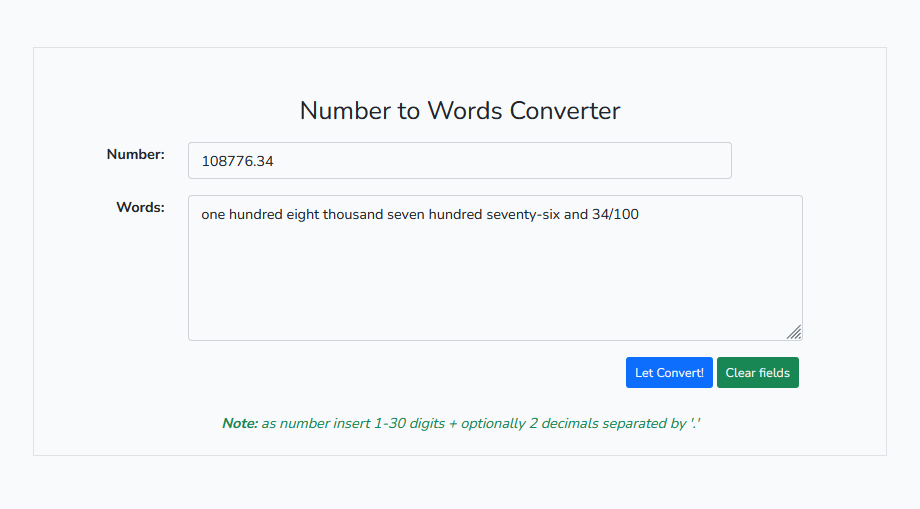 Number to Words Converter
Number: 108776.34
Words: one hundred eight thousand seven hundred seventy-six and 34/100
Let Convert! Clear fields
Note: as number insert 1-30 digits + optionally 2 decimals separated by '.'